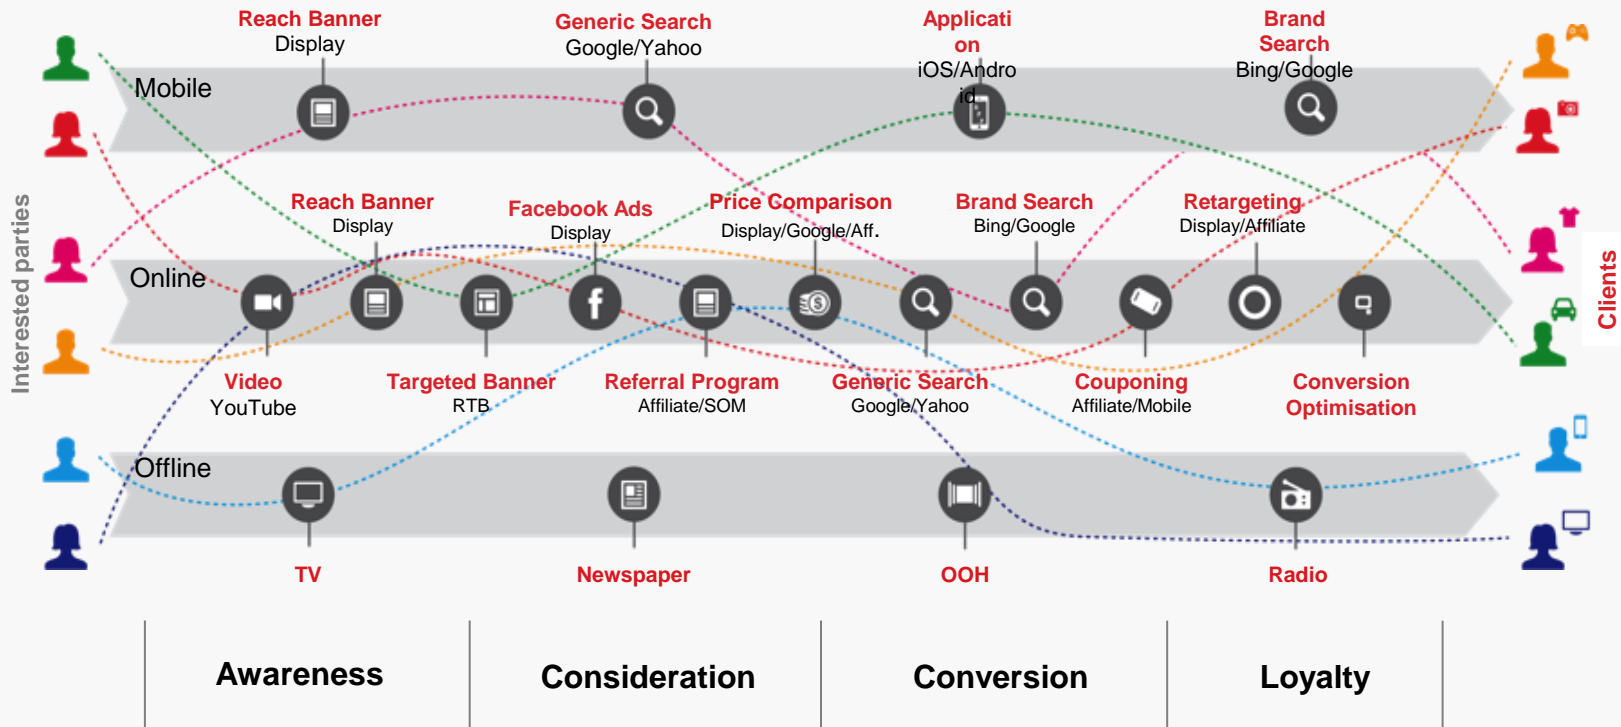 Reach Banner
Display
Generic Search
Google/Yahoo
Applicati
on
iOS/Andro
id
Brand
Search
Bing/Google
Mobile
Interested parties
Reach Banner
Display
Facebook Ads
Display
Price Comparison
Display/Google/Aff.
Brand Search
Bing/Google
Retargeting
Display/Affiliate
Online
Clients
Video
YouTube
Targeted Banner
RTB
Referral Program
Affiliate/SOM
Generic Search
Google/Yahoo
Couponing
Affiliate/Mobile
Conversion
Optimisation
Offline
TV
Newspaper
OOH
Radio
Awareness
Consideration
Conversion
Loyalty